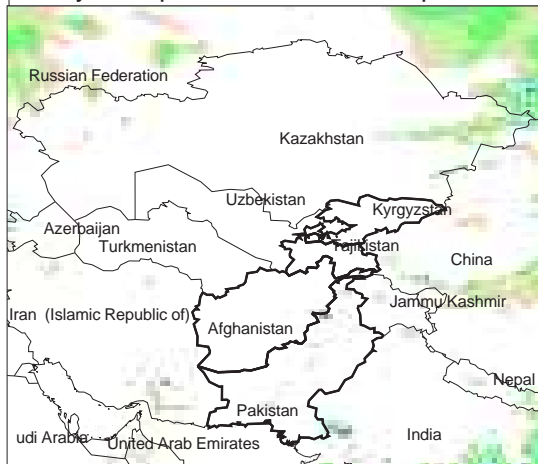 Russian Federation
Kazakhstan
Uzbekistan
Kyrgyzstan
Azerbaijan
Turkmenistan
Tajikistan
China
Jammu Kashmir
Iran (Islamic Republic of)
Afghanistan
Nepal
Pakistan
udi Arabia
United Arab Emirates
India